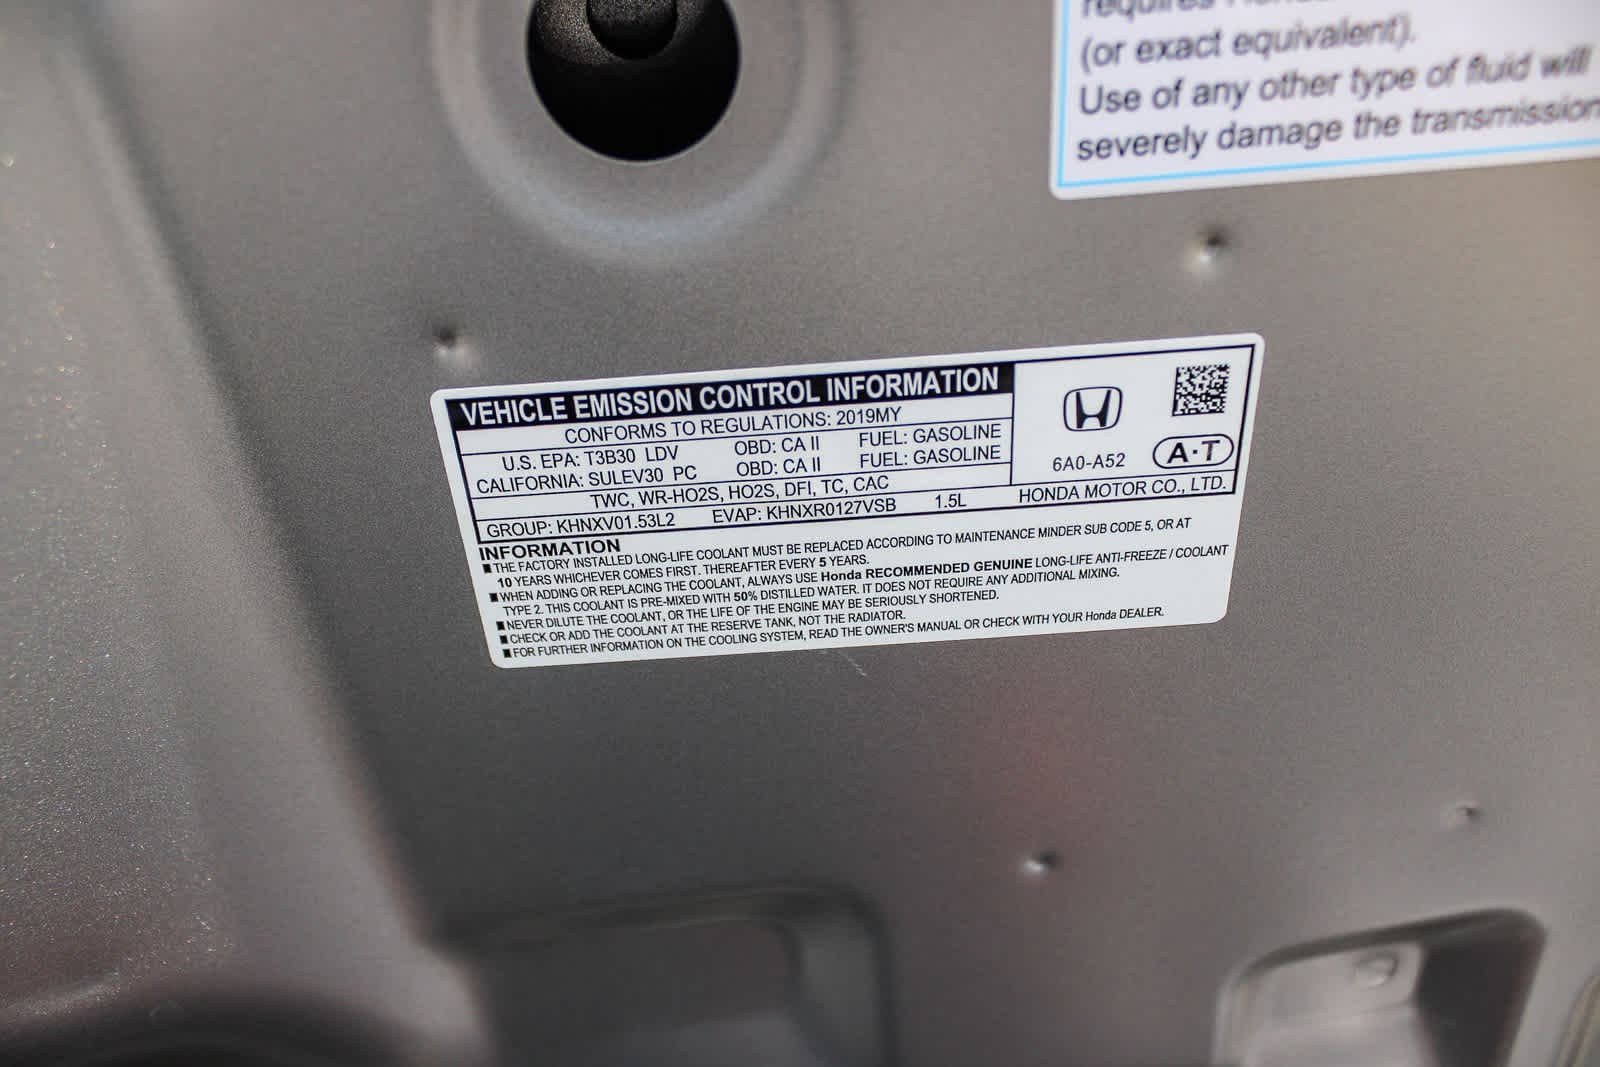 requires
(or exact equivalent).
Use of any other type of fluid will
severely damage the transmission
VEHICLE EMISSION CONTROL INFORMATION
CONFORMS TO REGULATIONS: 2019MY
U.S. EPA: T3B30 LDV OBD: CA II FUEL: GASOLINE
CALIFORNIA: SULEV30 PC OBD: CA II FUEL: GASOLINE
TWC, WR-HO2S, HO2S, DFI, TC, CAC
6A0-A52 A·T
GROUP: KHNXV01.53L2 EVAP: KHNXR0127VSB 1.5L HONDA MOTOR CO., LTD.
INFORMATION
■ THE FACTORY INSTALLED LONG-LIFE COOLANT MUST BE REPLACED ACCORDING TO MAINTENANCE MINDER SUB CODE 5, OR AT
10 YEARS WHICHEVER COMES FIRST. THEREAFTER EVERY 5 YEARS.
■ WHEN ADDING OR REPLACING THE COOLANT, ALWAYS USE Honda RECOMMENDED GENUINE LONG-LIFE ANTI-FREEZE / COOLANT
TYPE 2. THIS COOLANT IS PRE-MIXED WITH 50% DISTILLED WATER. IT DOES NOT REQUIRE ANY ADDITIONAL MIXING.
■ NEVER DILUTE THE COOLANT, OR THE LIFE OF THE ENGINE MAY BE SERIOUSLY SHORTENED.
■ CHECK OR ADD THE COOLANT AT THE RESERVE TANK, NOT THE RADIATOR.
■ FOR FURTHER INFORMATION ON THE COOLING SYSTEM, READ THE OWNER'S MANUAL OR CHECK WITH YOUR Honda DEALER.